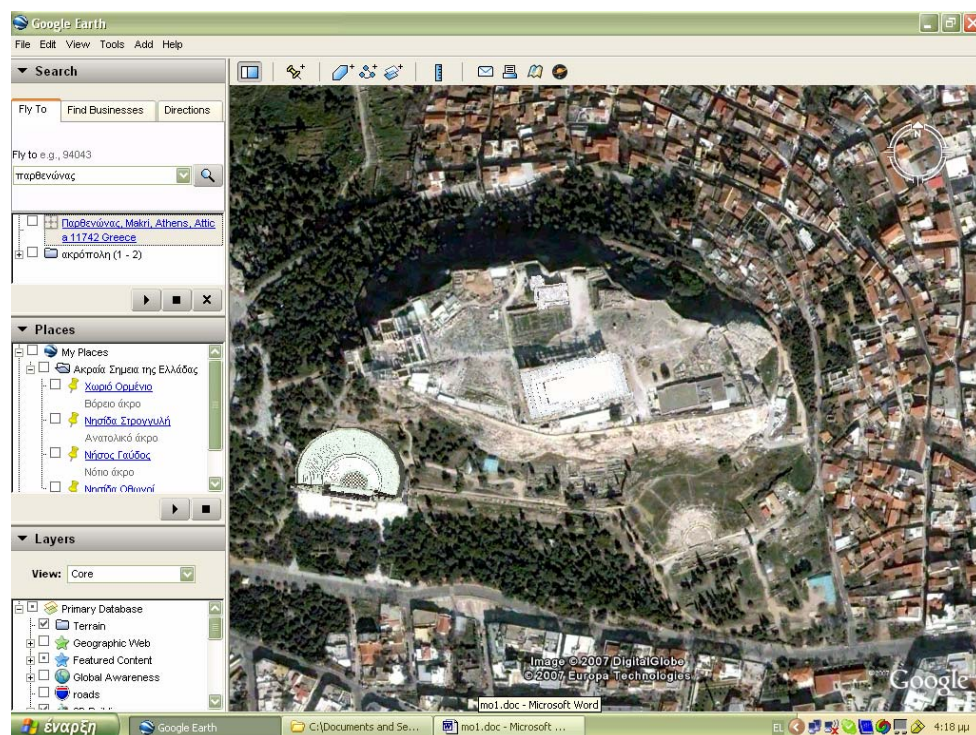 Google Earth
File Edit View Tools Add Help
Search
Fly To Find Businesses Directions
Fly to e.g., 94043
παρθενώνας
Παρθενώνας, Makri, Athens, Attic
a 11742 Greece
ακρόπολη (1 - 2)
Places
My Places
Ακραία Σημεια της Ελλάδας
Χωριό Ορμένιο
Βόρειο άκρο
Νησίδα Στρογγυλή
Ανατολικό άκρο
Νήσος Γαύδος
Νότιο άκρο
Νησίδα Οθωνοί
Layers
View: Core
Primary Database
Terrain
Geographic Web
Featured Content
Global Awareness
roads
N
Image © 2007 DigitalGlobe
© 2007 Europa Technologies
©2007 Google
mo1.doc - Microsoft Word
έναρξη Google Earth C:\Documents and Se... mo1.doc - Microsoft ... EL 4:18 μμ